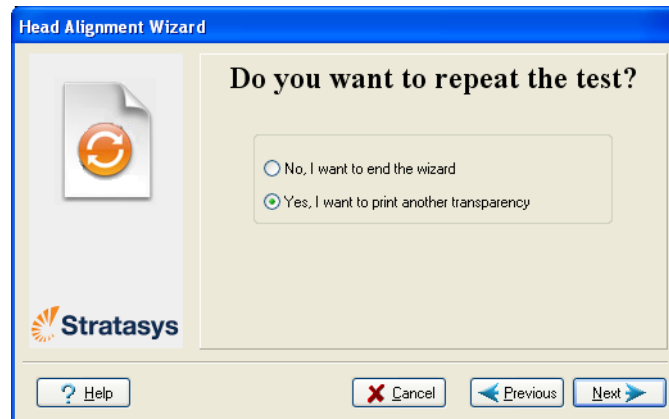 Head Alignment Wizard
Do you want to repeat the test?
No, I want to end the wizard
Yes, I want to print another transparency
Stratasys
? Help
Cancel
Previous
Next